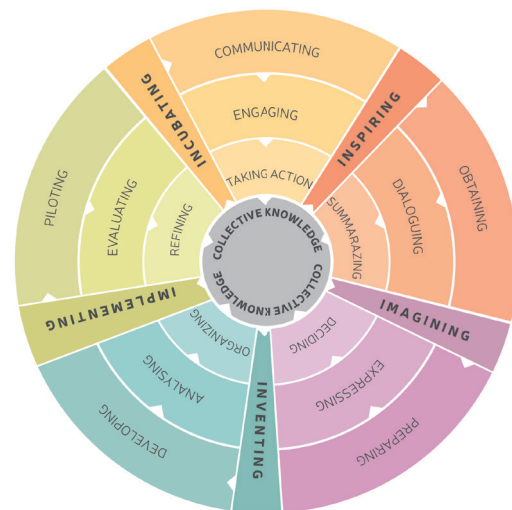 COMMUNICATING
ENGAGING
TAKING ACTION
INSPIRING
OBTAINING
DIALOGUING
SUMMARAZING
IMAGINING
PREPARING
EXPRESSING
DECIDING
INVENTING
DEVELOPING
ANALYSING
ORGANIZING
IMPLEMENTING
PILOTING
EVALUATING
REFINING
INCUBATING
COLLECTIVE KNOWLEDGE
COLLECTIVE KNOWLEDGE